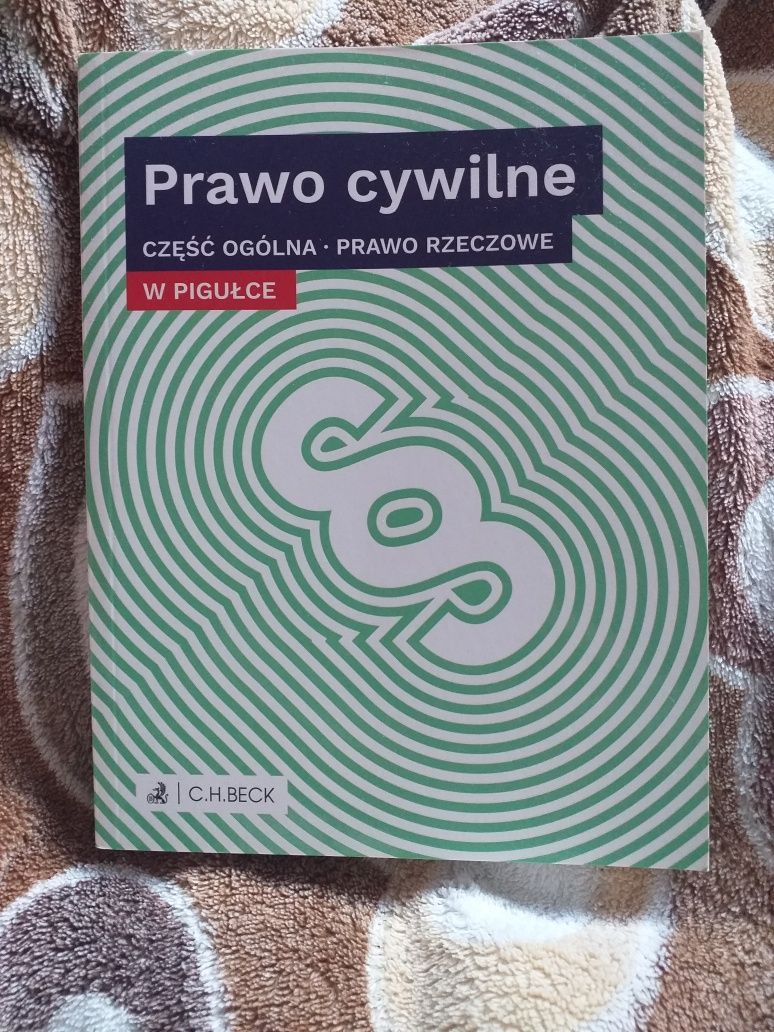 Prawo cywilne
CZĘŚĆ OGÓLNA · PRAWO RZECZOWE
W PIGUŁCE
§
C.H.BECK